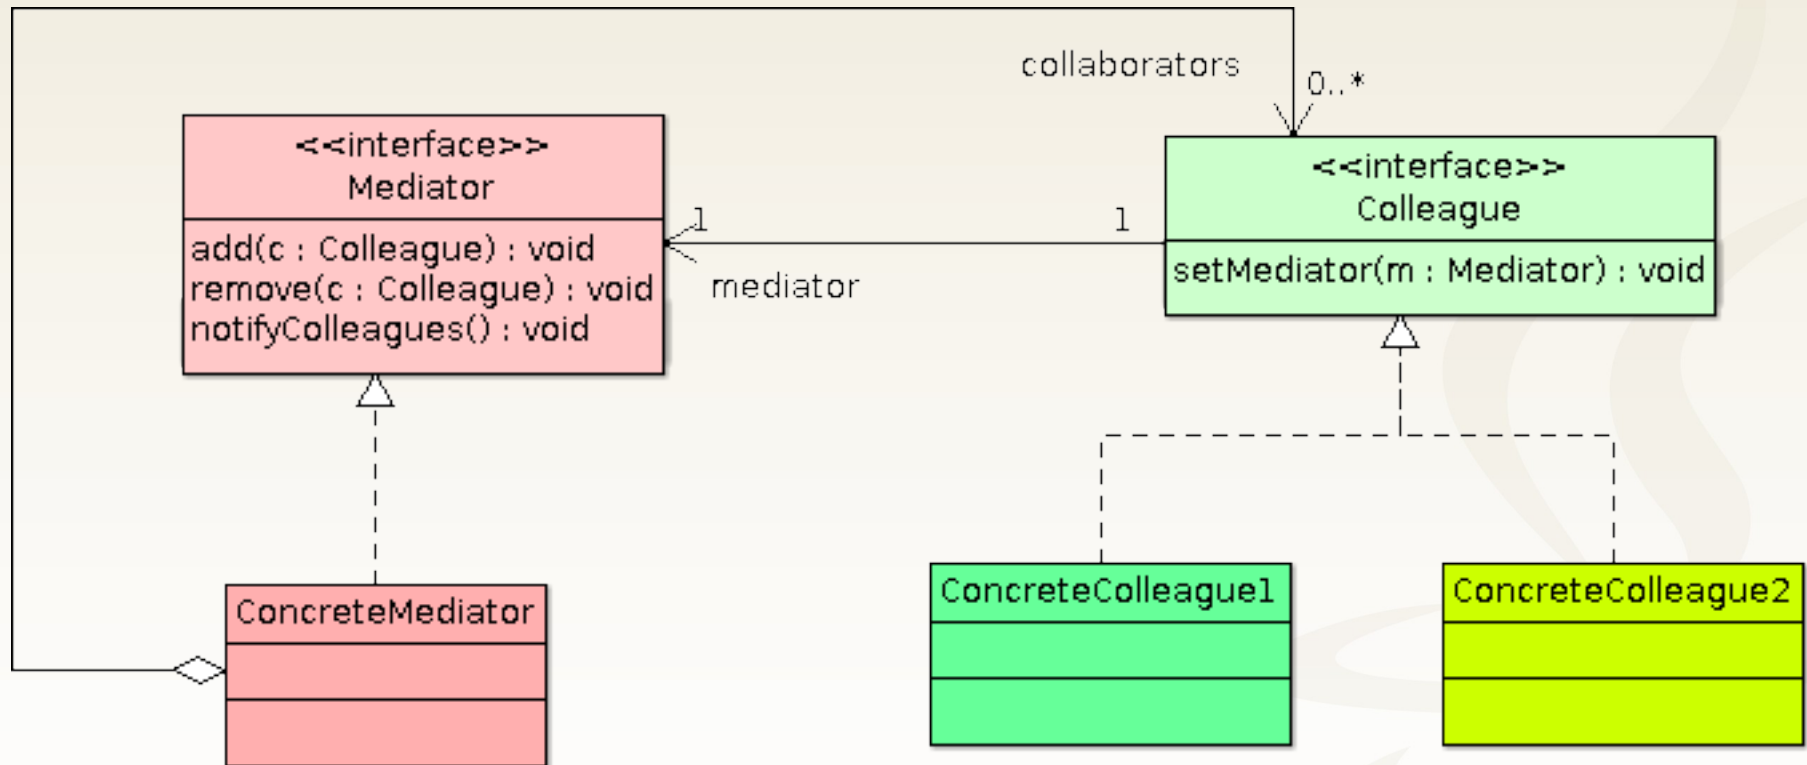 collaborators
0..*
<<interface>>
Mediator
add(c : Colleague) : void
remove(c : Colleague) : void
notifyColleagues() : void
1
1
mediator
<<interface>>
Colleague
setMediator(m : Mediator) : void
ConcreteMediator
ConcreteColleague1
ConcreteColleague2